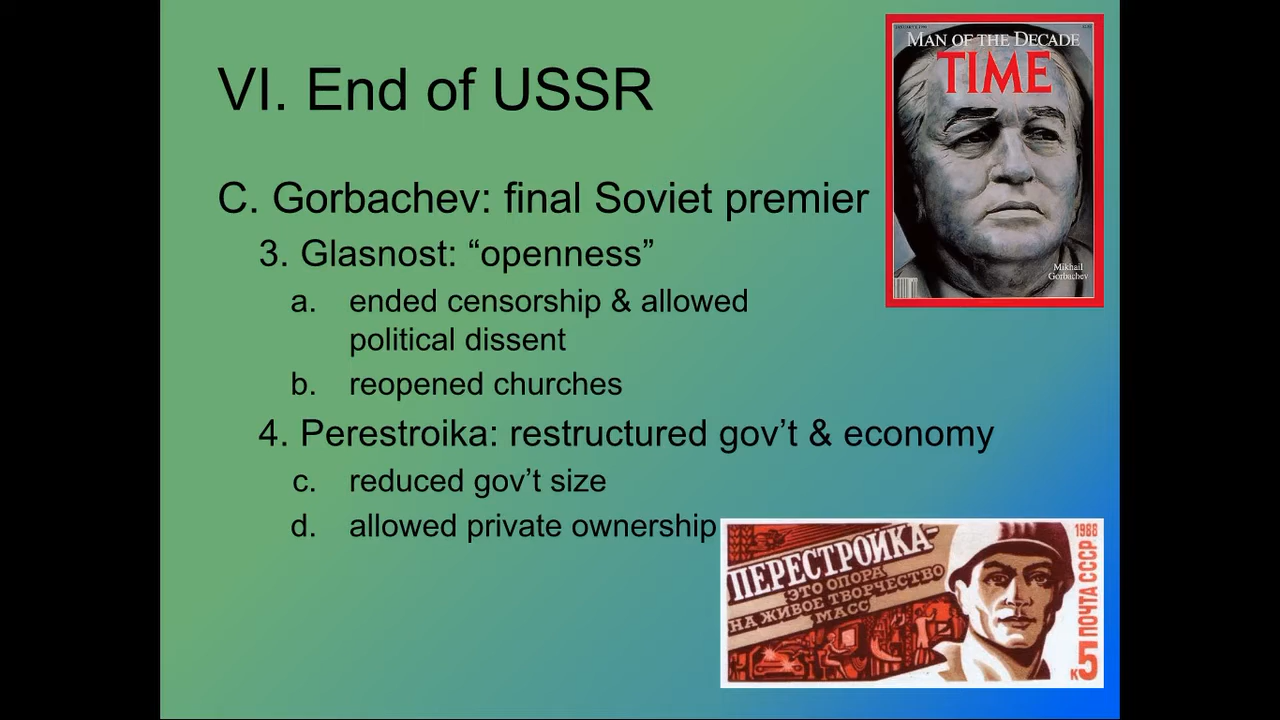 VI. End of USSR
C. Gorbachev: final Soviet premier
3. Glasnost: “openness”
a. ended censorship & allowed
political dissent
b. reopened churches
4. Perestroika: restructured gov’t & economy
c. reduced gov’t size
d. allowed private ownership
MAN OF THE DECADE
TIME
Mikhail
Gorbachev
ПЕРЕСТРОЙКА-
ЭТО ОПОРА
НА ЖИВОЕ ТВОРЧЕСТВО
МАСС
1988
ПОЧТА СССР
5 к